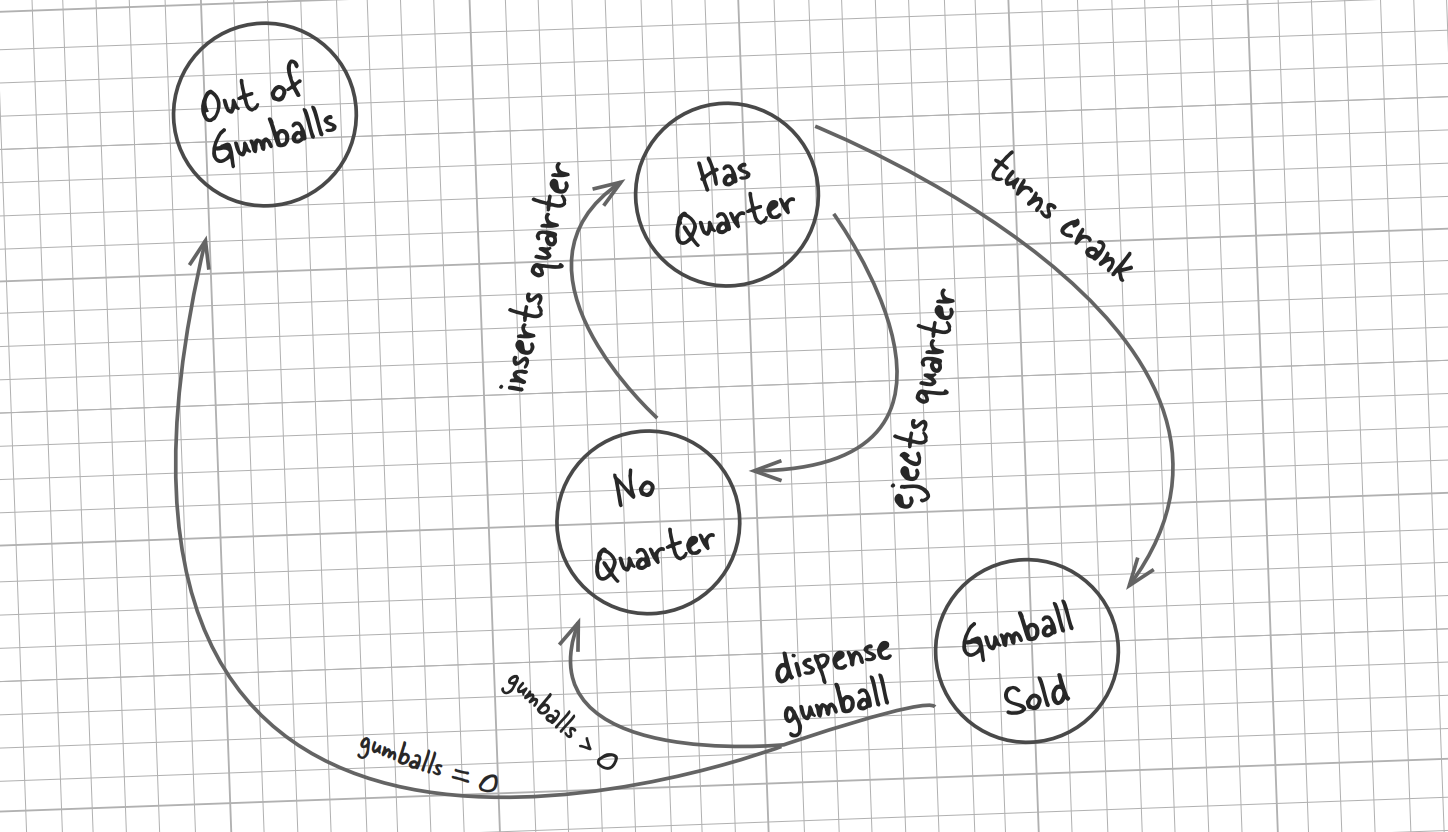 Out of
Gumballs
Has
Quarter
turns crank
inserts quarter
ejects quarter
No
Quarter
Gumball
Sold
dispense
gumball
gumballs > 0
gumballs = 0